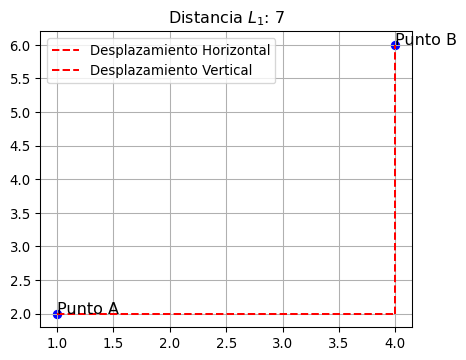 Distancia L₁: 7
Desplazamiento Horizontal
Desplazamiento Vertical
Punto B
Punto A
6.0
5.5
5.0
4.5
4.0
3.5
3.0
2.5
2.0
1.0 1.5 2.0 2.5 3.0 3.5 4.0